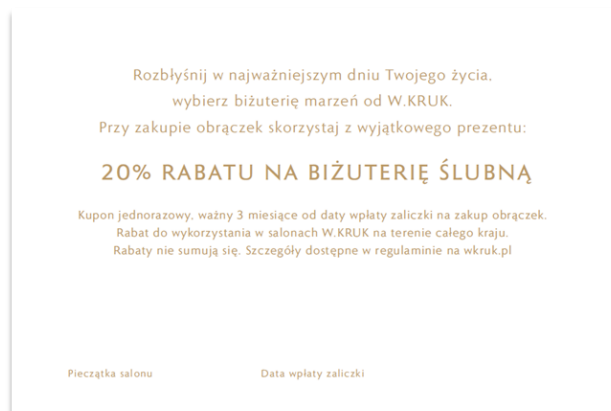 Rozbłyśnij w najważniejszym dniu Twojego życia,
wybierz biżuterię marzeń od W.KRUK.
Przy zakupie obrączek skorzystaj z wyjątkowego prezentu:
20% RABATU NA BIŻUTERIĘ ŚLUBNĄ
Kupon jednorazowy, ważny 3 miesiące od daty wpłaty zaliczki na zakup obrączek.
Rabat do wykorzystania w salonach W.KRUK na terenie całego kraju.
Rabaty nie sumują się. Szczegóły dostępne w regulaminie na wkruk.pl
Pieczątka salonu Data wpłaty zaliczki